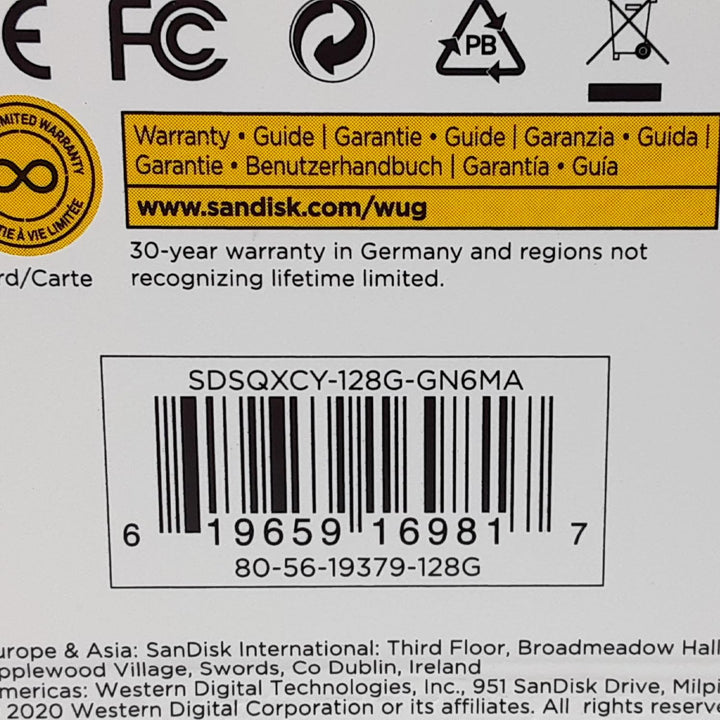 CE FC
PB
LIMITED WARRANTY
GARANTIE À VIE LIMITÉE
Warranty • Guide | Garantie • Guide | Garanzia • Guida |
Garantie • Benutzerhandbuch | Garantía • Guía
www.sandisk.com/wug
30-year warranty in Germany and regions not
rd/Carte recognizing lifetime limited.
SDSQXCY-128G-GN6MA
6 19659 16981 7
80-56-19379-128G
urope & Asia: SanDisk International: Third Floor, Broadmeadow Hall
pplewood Village, Swords, Co Dublin, Ireland
mericas: Western Digital Technologies, Inc., 951 SanDisk Drive, Milpi
2020 Western Digital Corporation or its affiliates. All rights reserve